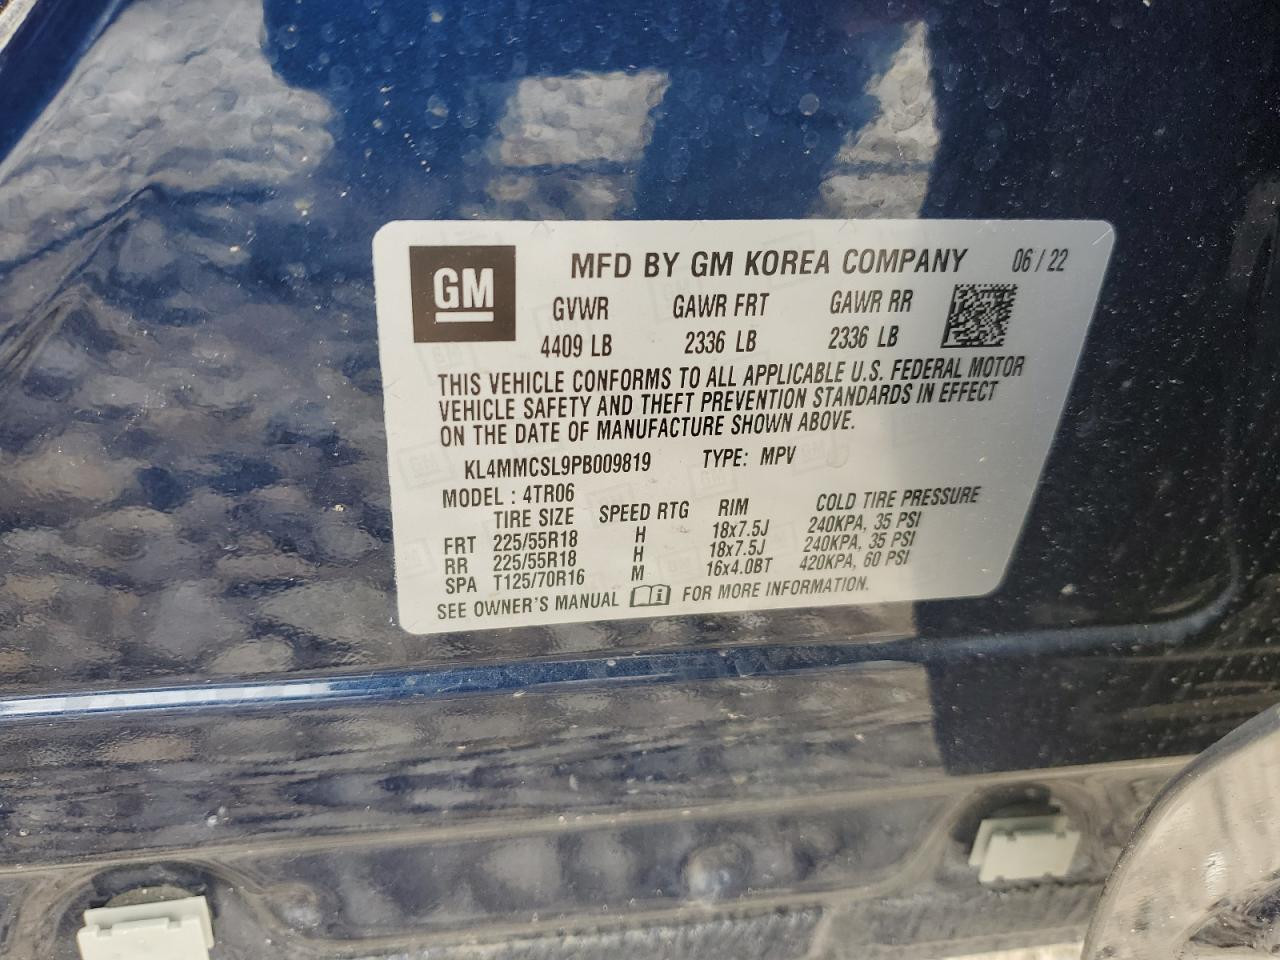 GM
MFD BY GM KOREA COMPANY 06 / 22
GVWR GAWR FRT GAWR RR
4409 LB 2336 LB 2336 LB
THIS VEHICLE CONFORMS TO ALL APPLICABLE U.S. FEDERAL MOTOR
VEHICLE SAFETY AND THEFT PREVENTION STANDARDS IN EFFECT
ON THE DATE OF MANUFACTURE SHOWN ABOVE.
KL4MMCSL9PB009819 TYPE: MPV
MODEL : 4TR06
TIRE SIZE SPEED RTG RIM COLD TIRE PRESSURE
FRT 225/55R18 H 18x7.5J 240KPA, 35 PSI
RR 225/55R18 H 18x7.5J 240KPA, 35 PSI
SPA T125/70R16 M 16x4.0BT 420KPA, 60 PSI
SEE OWNER'S MANUAL FOR MORE INFORMATION.